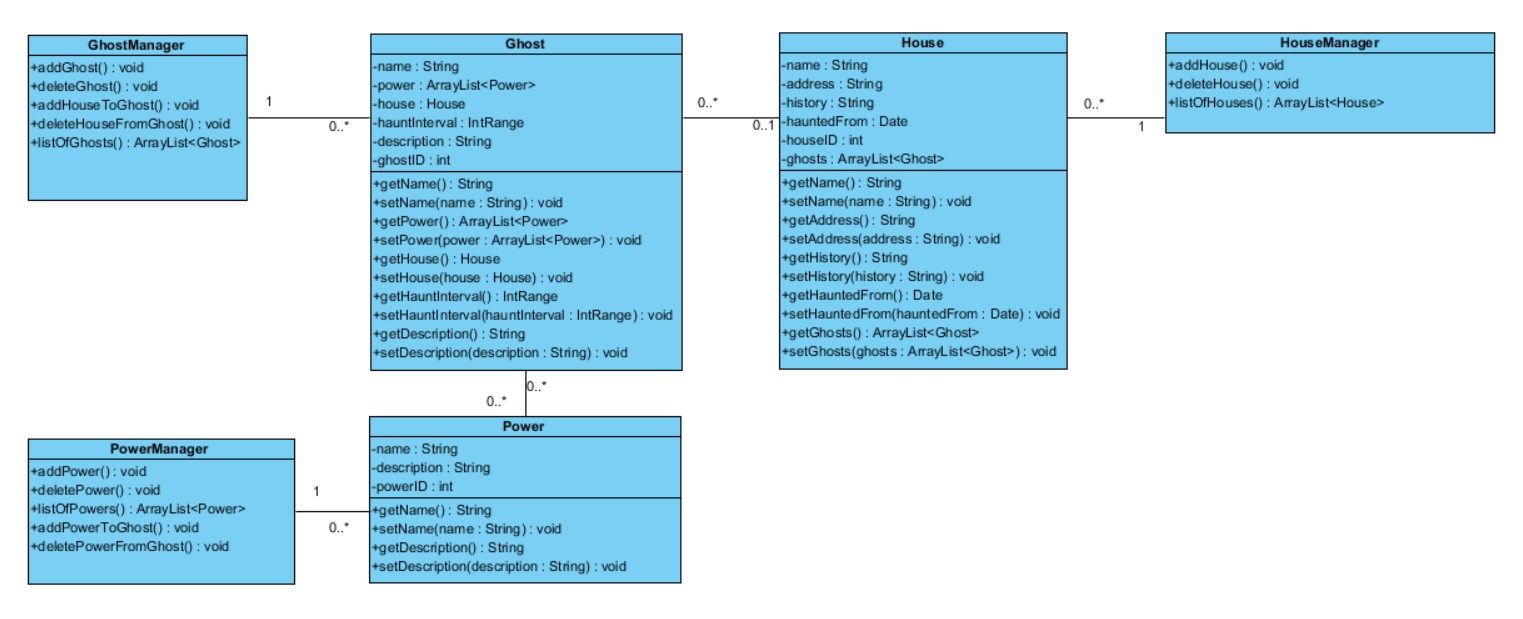 GhostManager
+addGhost() : void
+deleteGhost() : void
+addHouseToGhost() : void
+deleteHouseFromGhost() : void
+listOfGhosts() : ArrayList<Ghost>
1
0..*
Ghost
-name : String
-power : ArrayList<Power>
-house : House
-hauntInterval : IntRange
-description : String
-ghostID : int
+getName() : String
+setName(name : String) : void
+getPower() : ArrayList<Power>
+setPower(power : ArrayList<Power>) : void
+getHouse() : House
+setHouse(house : House) : void
+getHauntInterval() : IntRange
+setHauntInterval(hauntInterval : IntRange) : void
+getDescription() : String
+setDescription(description : String) : void
0..*
0..1
House
-name : String
-address : String
-history : String
-hauntedFrom : Date
-houseID : int
-ghosts : ArrayList<Ghost>
+getName() : String
+setName(name : String) : void
+getAddress() : String
+setAddress(address : String) : void
+getHistory() : String
+setHistory(history : String) : void
+getHauntedFrom() : Date
+setHauntedFrom(hauntedFrom : Date) : void
+getGhosts() : ArrayList<Ghost>
+setGhosts(ghosts : ArrayList<Ghost>) : void
0..*
1
HouseManager
+addHouse() : void
+deleteHouse() : void
+listOfHouses() : ArrayList<House>
0..*
0..*
PowerManager
+addPower() : void
+deletePower() : void
+listOfPowers() : ArrayList<Power>
+addPowerToGhost() : void
+deletePowerFromGhost() : void
1
0..*
Power
-name : String
-description : String
-powerID : int
+getName() : String
+setName(name : String) : void
+getDescription() : String
+setDescription(description : String) : void